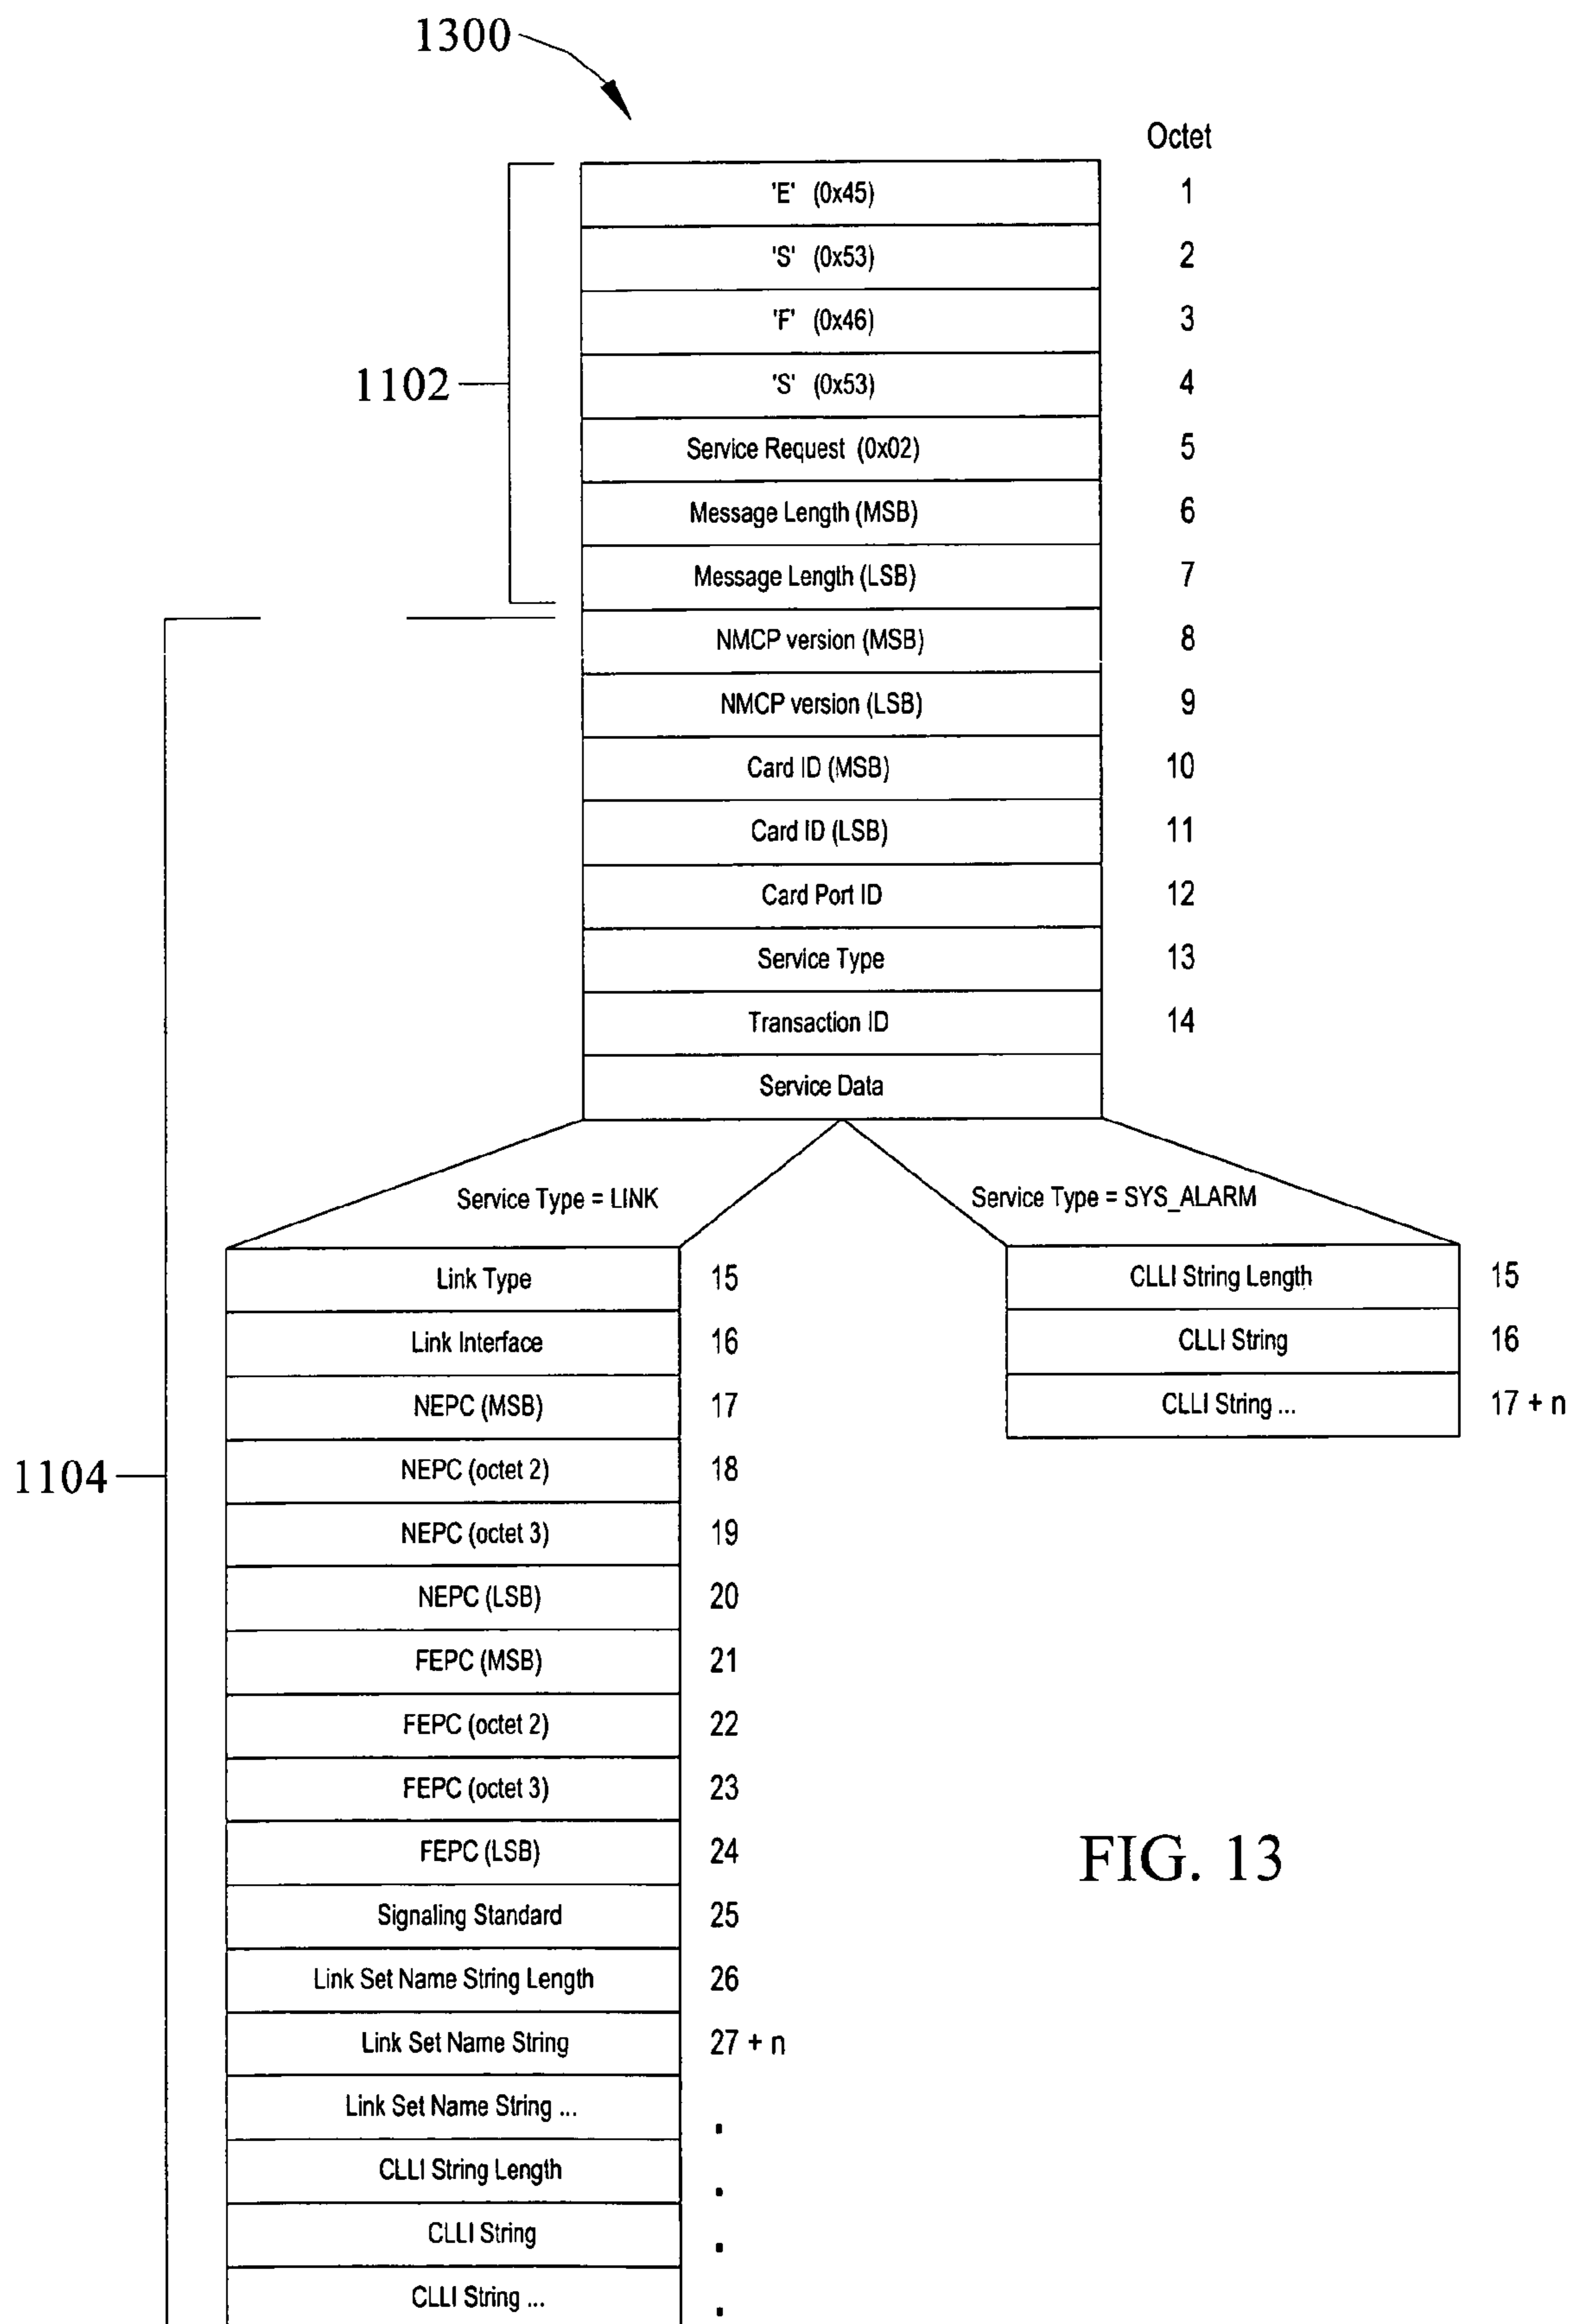 1300
Octet
'E' (0x45) 1
'S' (0x53) 2
'F' (0x46) 3
1102 'S' (0x53) 4
Service Request (0x02) 5
Message Length (MSB) 6
Message Length (LSB) 7
NMCP version (MSB) 8
NMCP version (LSB) 9
Card ID (MSB) 10
Card ID (LSB) 11
Card Port ID 12
Service Type 13
Transaction ID 14
Service Data
Service Type = LINK Service Type = SYS_ALARM
Link Type 15 CLLI String Length 15
Link Interface 16 CLLI String 16
NEPC (MSB) 17 CLLI String ... 17 + n
1104 NEPC (octet 2) 18
NEPC (octet 3) 19
NEPC (LSB) 20
FEPC (MSB) 21
FEPC (octet 2) 22
FEPC (octet 3) 23
FEPC (LSB) 24 FIG. 13
Signaling Standard 25
Link Set Name String Length 26
Link Set Name String 27 + n
Link Set Name String ... .
CLLI String Length .
CLLI String .
CLLI String ... .